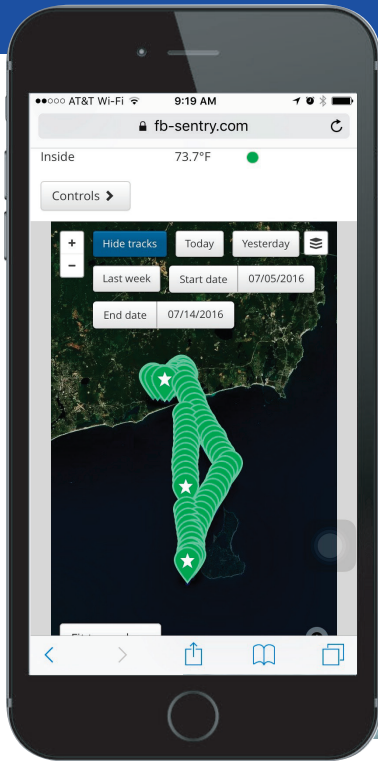 AT&T Wi-Fi 9:19 AM
fb-sentry.com
Inside 73.7°F
Controls
+ Hide tracks Today Yesterday
− Last week Start date 07/05/2016
End date 07/14/2016